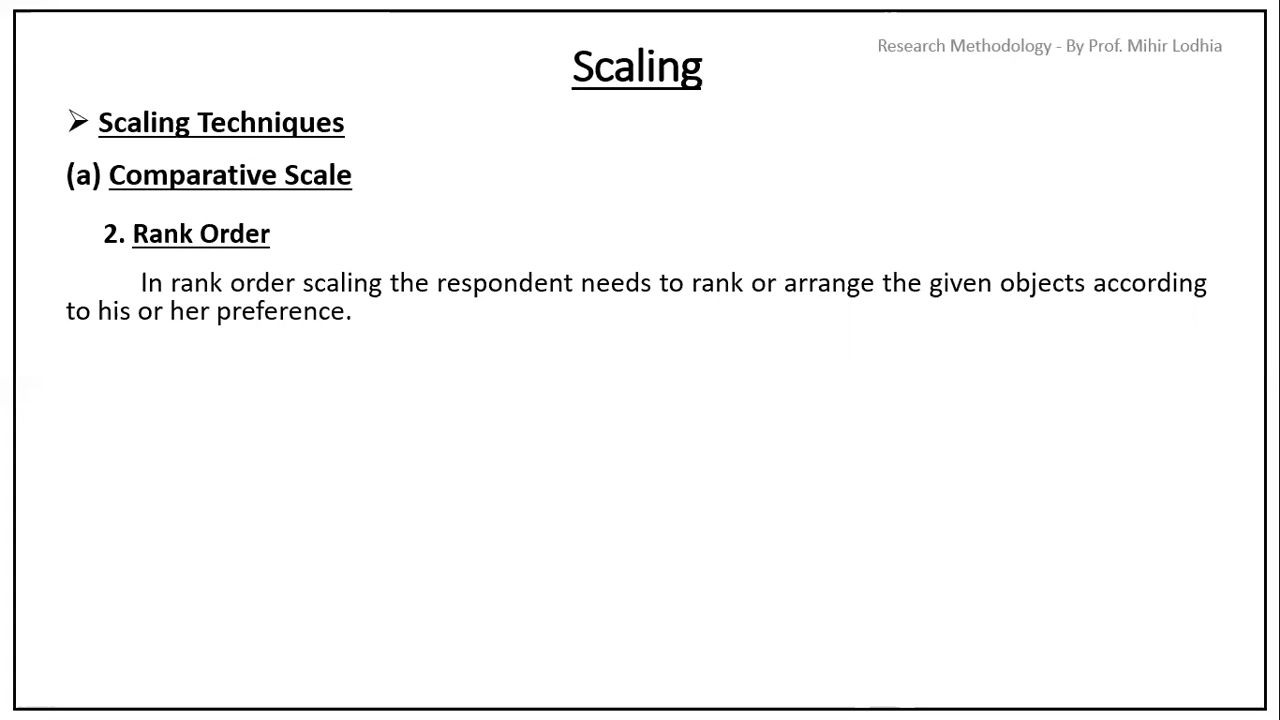 Research Methodology - By Prof. Mihir Lodhia
Scaling
➢ Scaling Techniques
(a) Comparative Scale
2. Rank Order
In rank order scaling the respondent needs to rank or arrange the given objects according
to his or her preference.